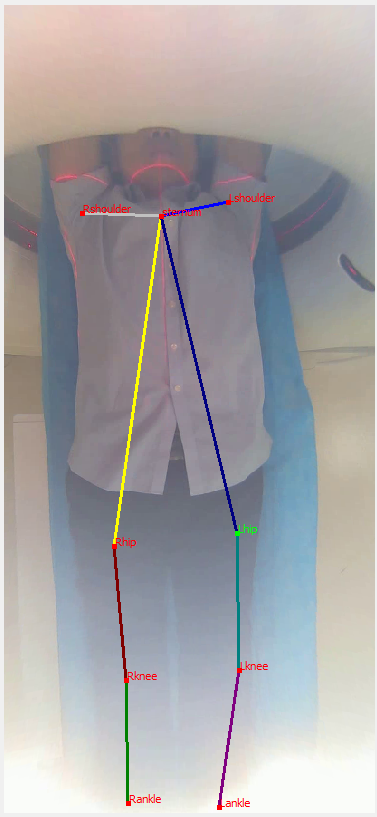 Rshoulder
Lshoulder
sternum
Rhip
Lhip
Rknee
Lknee
Rankle
Lankle